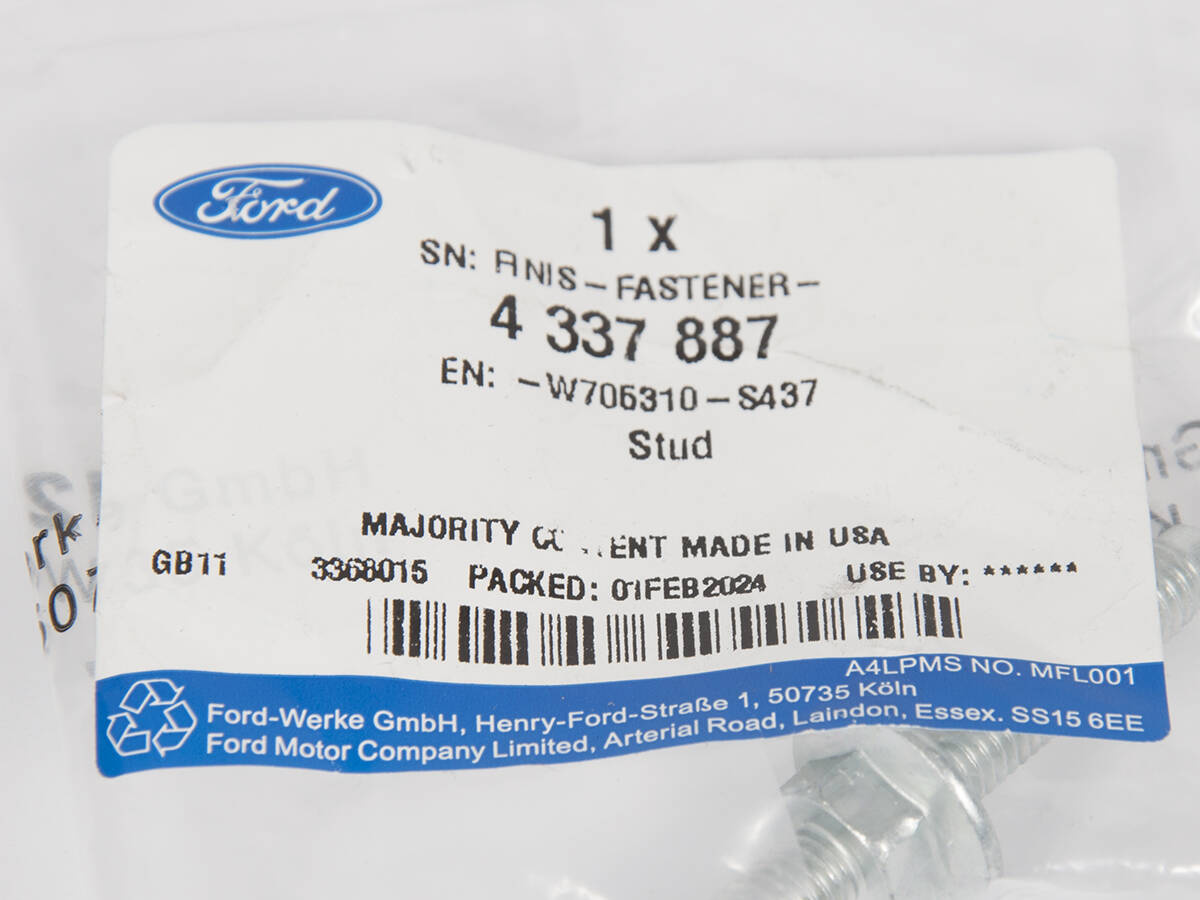 Ford
1 x
SN: FINIS-FASTENER-
4 337 887
EN: -W706310-S437
Stud
MAJORITY MADE IN USA
GB11 3368015 PACKED: 01FEB2024 USE BY: ******
A4LPMS NO. MFL001
Ford-Werke GmbH, Henry-Ford-Straße 1, 50735 Köln
Ford Motor Company Limited, Arterial Road, Laindon, Essex. SS15 6EE
GmbH